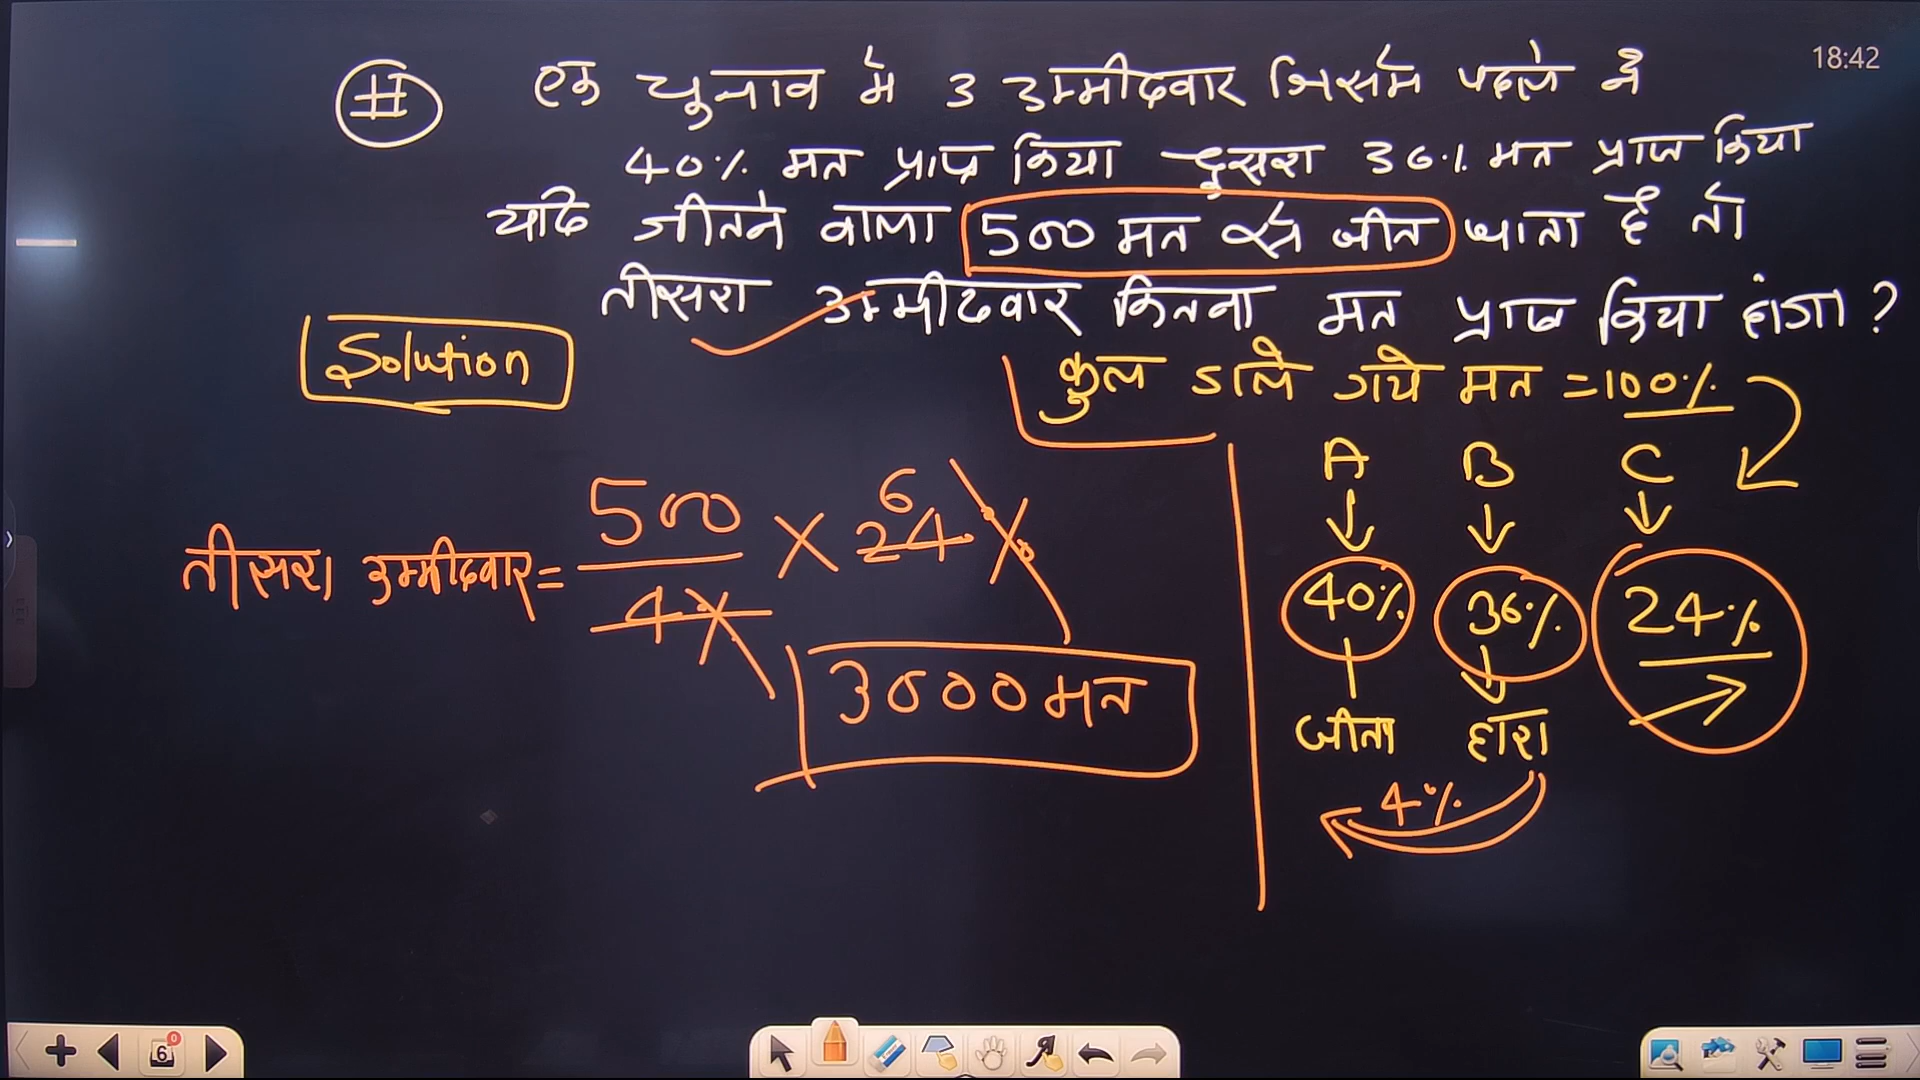 18:42
# एक चुनाव में 3 उम्मीदवार जिसमें पहले ने
40% मत प्राप्त किया दुसरा 36% मत प्राप्त किया
यदि जीतने वाला 500 मत से जीत जाता है तो
तीसरा उम्मीदवार कितना मत प्राप्त किया होगा?
Solution
कुल डाले गये मत = 100%
A B C
40% 36% 24%
जीता हारा
4%
तीसरा उम्मीदवार = 500/4% × 24%
6
3000 मत
6
0